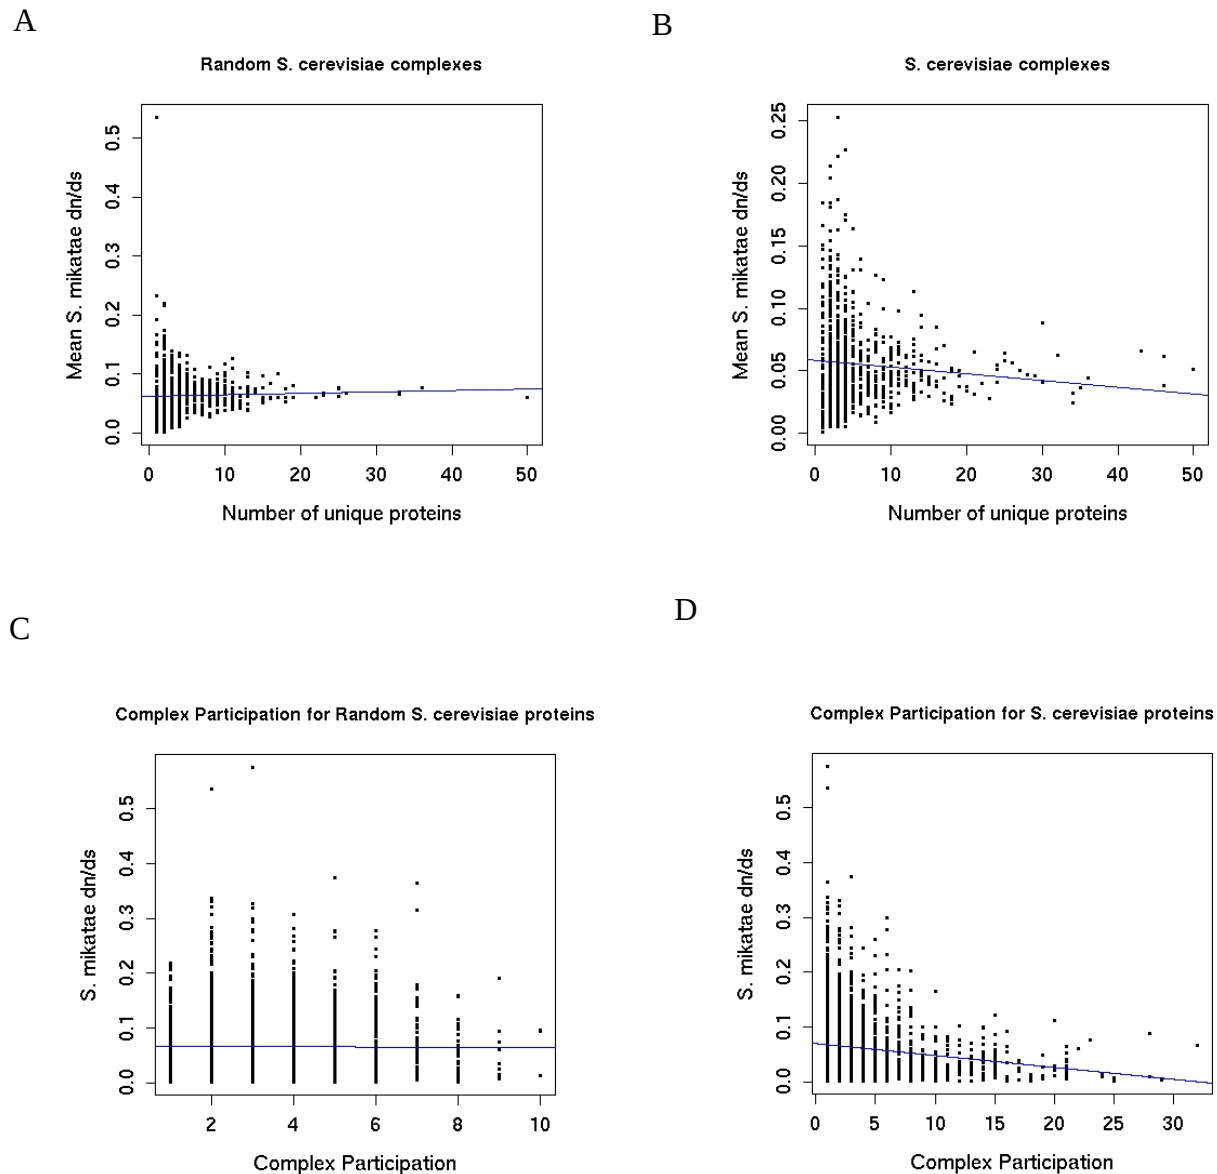 A
B
Random S. cerevisiae complexes
Mean S. mikatae dn/ds
0.5
0.4
0.3
0.2
0.1
0.0
0 10 20 30 40 50
Number of unique proteins
S. cerevisiae complexes
Mean S. mikatae dn/ds
0.25
0.20
0.15
0.10
0.05
0.00
0 10 20 30 40 50
Number of unique proteins
C
D
Complex Participation for Random S. cerevisiae proteins
S. mikatae dn/ds
0.5
0.4
0.3
0.2
0.1
0.0
2 4 6 8 10
Complex Participation
Complex Participation for S. cerevisiae proteins
S. mikatae dn/ds
0.5
0.4
0.3
0.2
0.1
0.0
0 5 10 15 20 25 30
Complex Participation